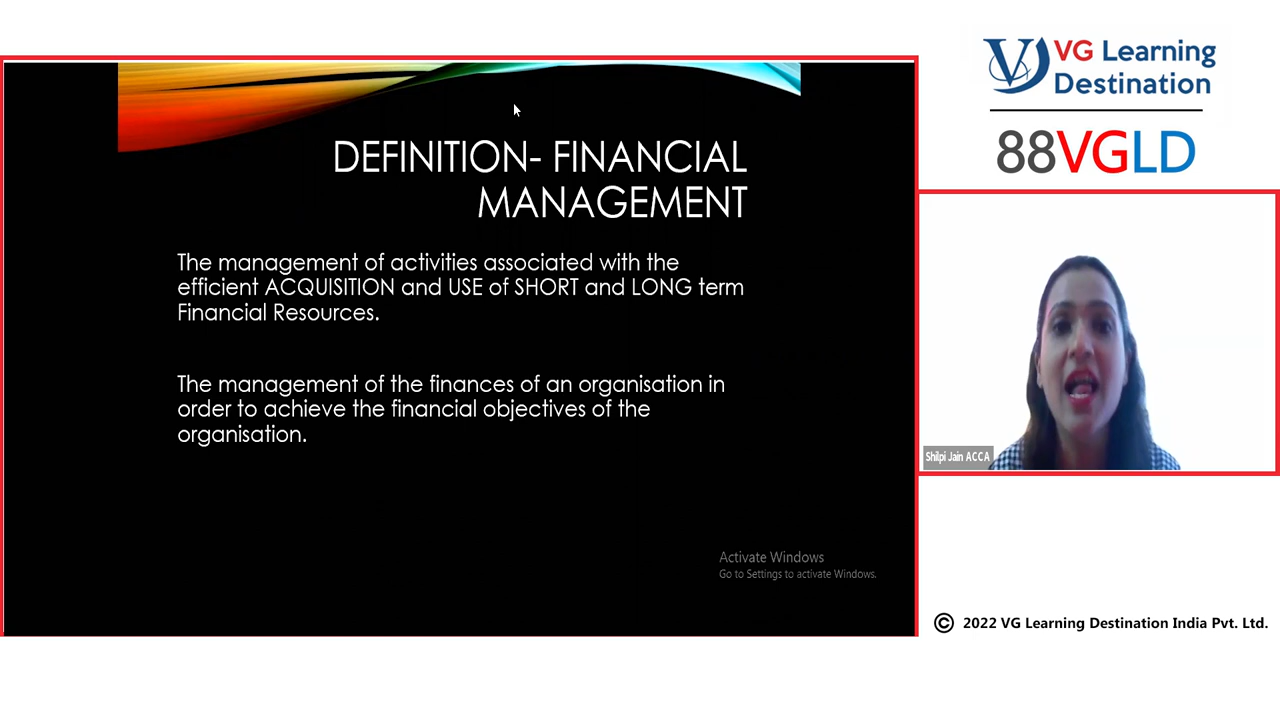 DEFINITION- FINANCIAL
MANAGEMENT
The management of activities associated with the
efficient ACQUISITION and USE of SHORT and LONG term
Financial Resources.
The management of the finances of an organisation in
order to achieve the financial objectives of the
organisation.
Activate Windows
Go to Settings to activate Windows.
VG Learning
Destination
88VGLD
Shilpi Jain ACCA
© 2022 VG Learning Destination India Pvt. Ltd.